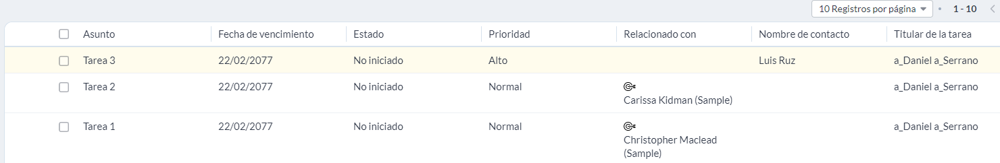 10 Registros por página • 1 - 10
Asunto Fecha de vencimiento Estado Prioridad Relacionado con Nombre de contacto Titular de la tarea
Tarea 3 22/02/2077 No iniciado Alto Luis Ruz a_Daniel a_Serrano
Tarea 2 22/02/2077 No iniciado Normal a_Daniel a_Serrano
Carissa Kidman (Sample)
Tarea 1 22/02/2077 No iniciado Normal a_Daniel a_Serrano
Christopher Maclead
(Sample)